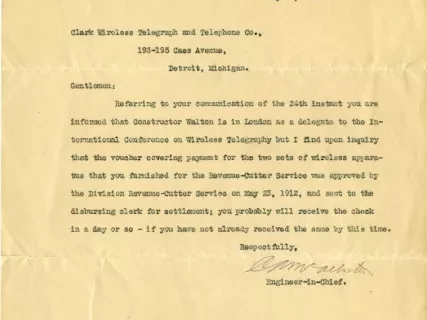 Clark Wireless Telegraph and Telephone Co.,
193-195 Cass Avenue,
Detroit, Michigan.
Gentlemen:
Referring to your communication of the 24th instant you are
informed that Constructor Walton is in London as a delegate to the In-
ternational Conference on Wireless Telegraphy but I find upon inquiry
that the voucher covering payment for the two sets of wireless appara-
tus that you furnished for the Revenue-Cutter Service was approved by
the Division Revenue-Cutter Service on May 23, 1912, and sent to the
disbursing clerk for settlement; you probably will receive the check
in a day or so - if you have not already received the same by this time.
Respectfully,
Engineer-in-Chief.